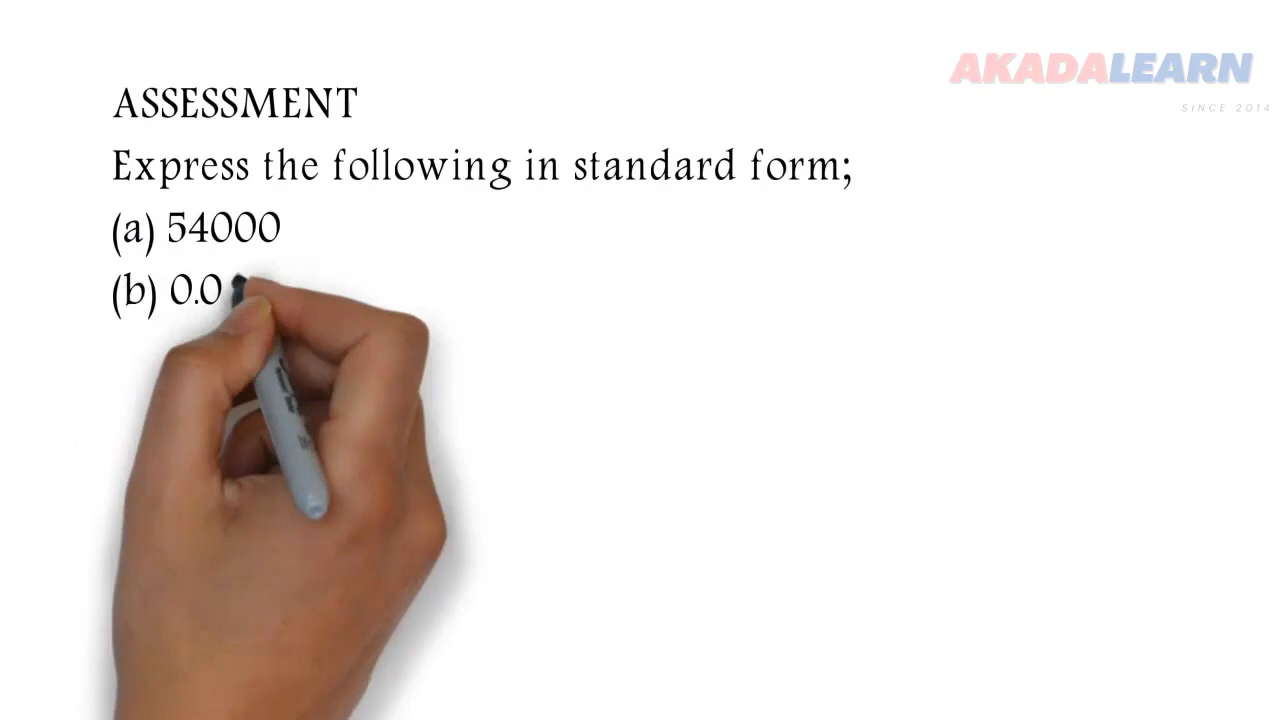 AKADALEARN
SINCE 2014
ASSESSMENT
Express the following in standard form;
(a) 54000
(b) 0.0